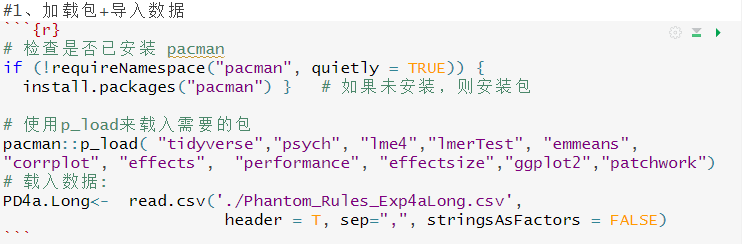 #1、加载包+导入数据
```{r}
# 检查是否已安装 pacman
if (!requireNamespace("pacman", quietly = TRUE)) {
  install.packages("pacman") }   # 如果未安装，则安装包

# 使用p_load来载入需要的包
pacman::p_load( "tidyverse","psych", "lme4","lmerTest", "emmeans",
"corrplot", "effects",  "performance", "effectsize","ggplot2","patchwork")
# 载入数据:
PD4a.Long<-  read.csv('./Phantom_Rules_Exp4aLong.csv',
                      header = T, sep=",", stringsAsFactors = FALSE)
```